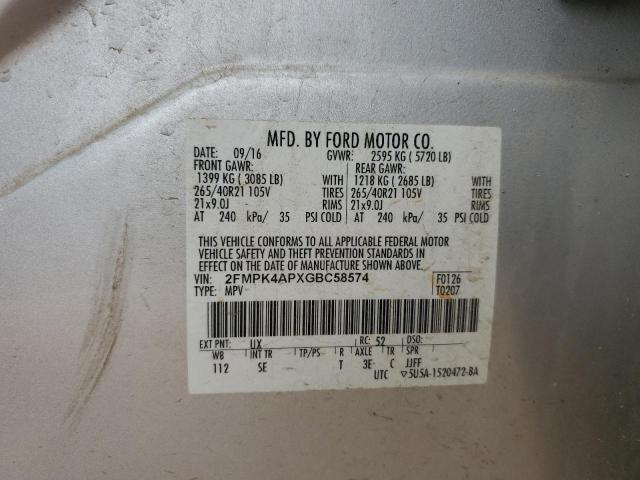 MFD. BY FORD MOTOR CO.
DATE: 09/16 GVWR: 2595 KG ( 5720 LB)
FRONT GAWR: REAR GAWR:
1399 KG ( 3085 LB) WITH 1218 KG ( 2685 LB) WITH
265/40R21 105V TIRES 265/40R21 105V TIRES
21x9.0J RIMS 21x9.0J RIMS
AT 240 kPa/ 35 PSI COLD AT 240 kPa/ 35 PSI COLD
THIS VEHICLE CONFORMS TO ALL APPLICABLE FEDERAL MOTOR
VEHICLE SAFETY AND THEFT PREVENTION STANDARDS IN
EFFECT ON THE DATE OF MANUFACTURE SHOWN ABOVE.
VIN: 2FMPK4APXGBC58574 F0126
TYPE: MPV T0207
EXT PNT: UX RC: 52 DSO:
WB INT TR TP/PS R AXLE TR SPR
112 SE T 3E C JJFF
UTC ▽5U5A-1520472-BA